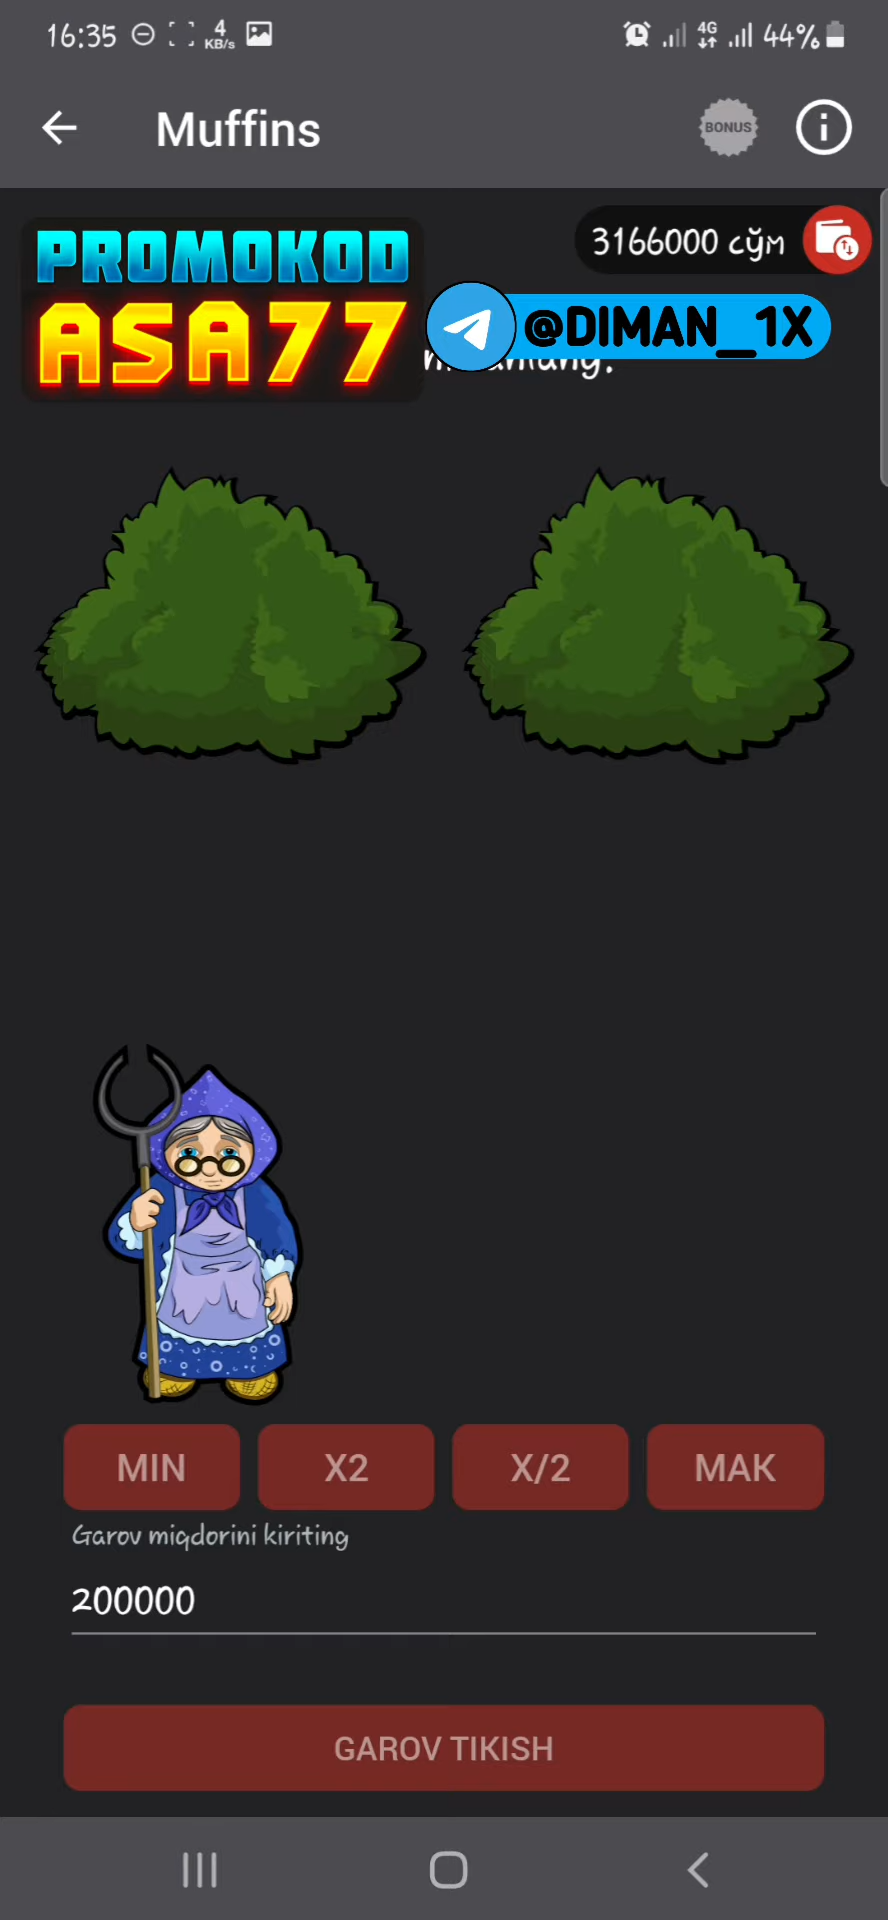 16:35 4 KB/s 4G 44%
Muffins BONUS
3166000 сўм
PROMOKOD
ASA77
@DIMAN_1X
MIN X2 X/2 MAK
Garov miqdorini kiriting
200000
GAROV TIKISH